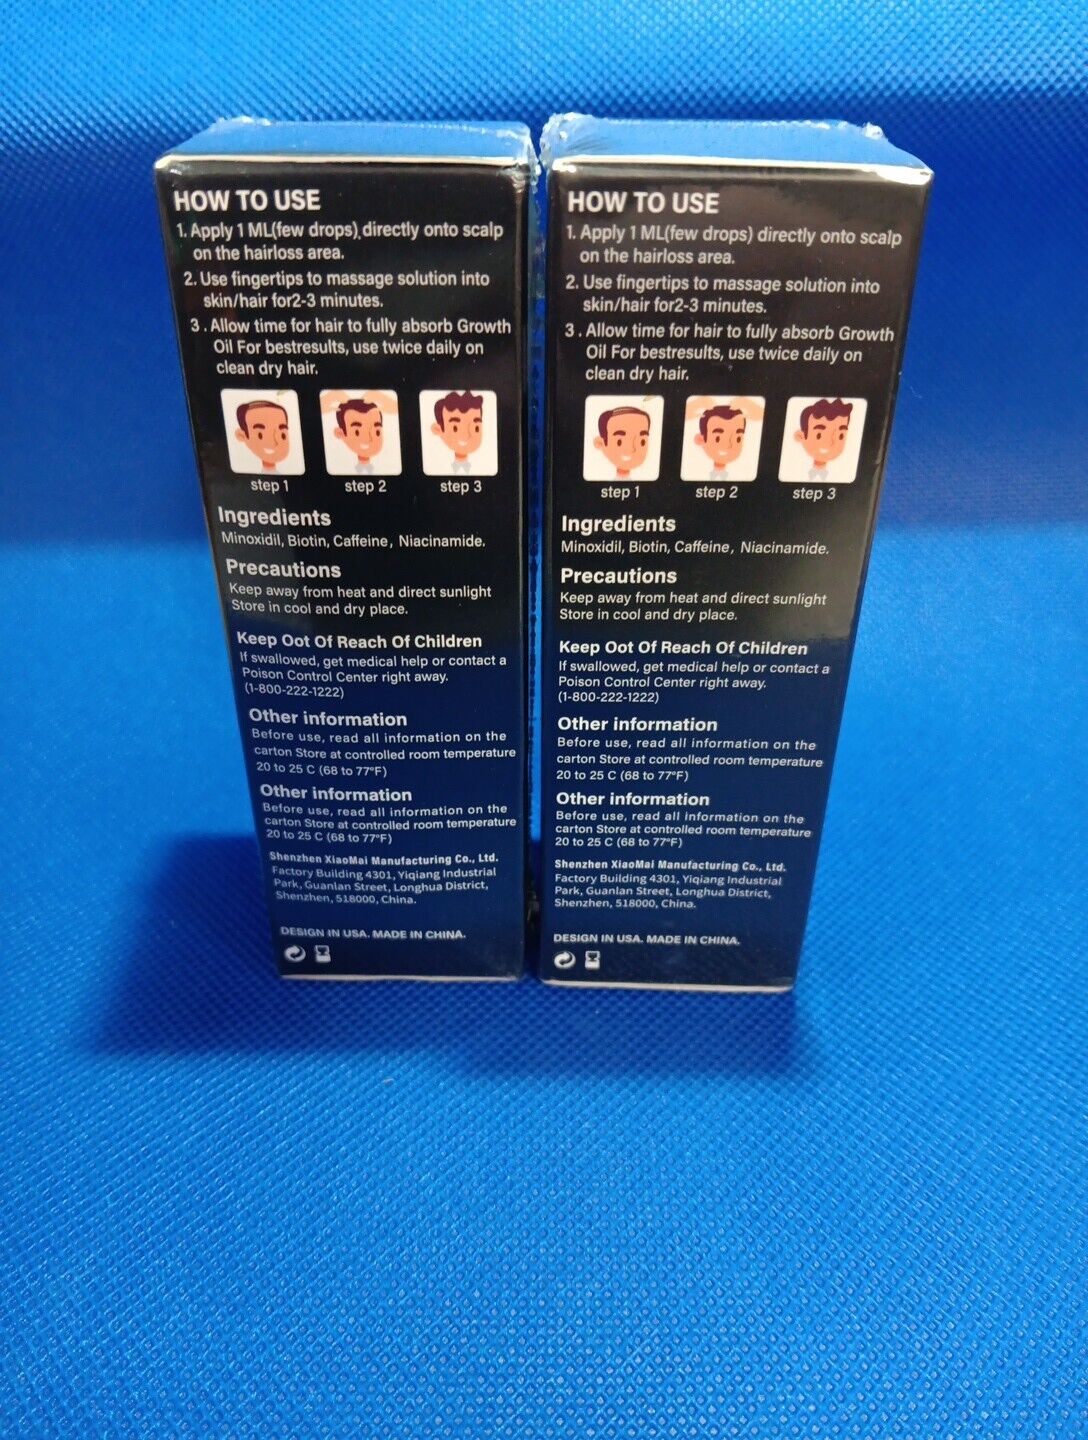 HOW TO USE
1. Apply 1 ML(few drops) directly onto scalp
on the hairloss area.
2. Use fingertips to massage solution into
skin/hair for2-3 minutes.
3 . Allow time for hair to fully absorb Growth
Oil For bestresults, use twice daily on
clean dry hair.
step 1 step 2 step 3
Ingredients
Minoxidil, Biotin, Caffeine, Niacinamide.
Precautions
Keep away from heat and direct sunlight
Store in cool and dry place.
Keep Oot Of Reach Of Children
If swallowed, get medical help or contact a
Poison Control Center right away.
(1-800-222-1222)
Other information
Before use, read all information on the
carton Store at controlled room temperature
20 to 25 C (68 to 77°F)
Other information
Before use, read all information on the
carton Store at controlled room temperature
20 to 25 C (68 to 77°F)
Shenzhen XiaoMai Manufacturing Co., Ltd.
Factory Building 4301, Yiqiang Industrial
Park, Guanlan Street, Longhua District,
Shenzhen, 518000, China.
DESIGN IN USA. MADE IN CHINA.
HOW TO USE
1. Apply 1 ML(few drops) directly onto scalp
on the hairloss area.
2. Use fingertips to massage solution into
skin/hair for2-3 minutes.
3 . Allow time for hair to fully absorb Growth
Oil For bestresults, use twice daily on
clean dry hair.
step 1 step 2 step 3
Ingredients
Minoxidil, Biotin, Caffeine, Niacinamide.
Precautions
Keep away from heat and direct sunlight
Store in cool and dry place.
Keep Oot Of Reach Of Children
If swallowed, get medical help or contact a
Poison Control Center right away.
(1-800-222-1222)
Other information
Before use, read all information on the
carton Store at controlled room temperature
20 to 25 C (68 to 77°F)
Other information
Before use, read all information on the
carton Store at controlled room temperature
20 to 25 C (68 to 77°F)
Shenzhen XiaoMai Manufacturing Co., Ltd.
Factory Building 4301, Yiqiang Industrial
Park, Guanlan Street, Longhua District,
Shenzhen, 518000, China.
DESIGN IN USA. MADE IN CHINA.